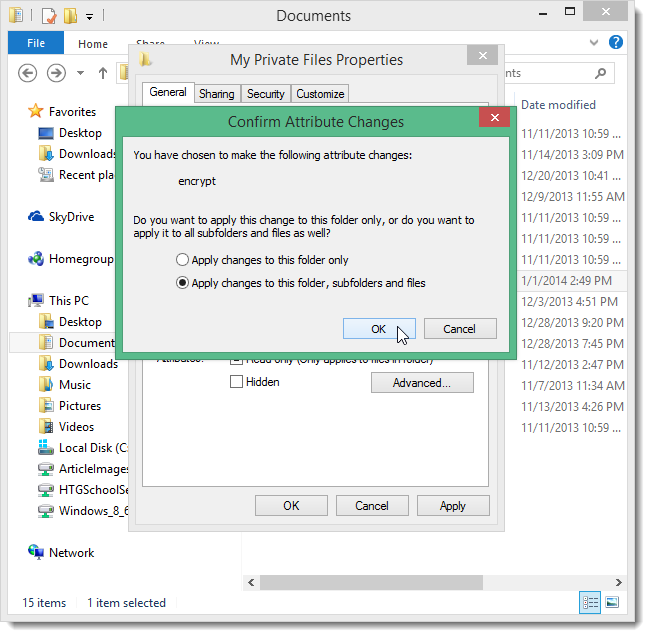 Documents
File
Home
Share
View
My Private Files Properties
General
Sharing
Security
Customize
Date modified
Confirm Attribute Changes
You have chosen to make the following attribute changes:
encrypt
Do you want to apply this change to this folder only, or do you want to
apply it to all subfolders and files as well?
Apply changes to this folder only
Apply changes to this folder, subfolders and files
OK
Cancel
Attributes:
Read-only (Only applies to files in folder)
Hidden
Advanced...
OK
Cancel
Apply
Favorites
Desktop
Downloads
Recent pla
SkyDrive
Homegroup
This PC
Desktop
Document
Downloads
Music
Pictures
Videos
Local Disk (C:
ArticleImages
HTGSchoolSe
Windows_8_6
Network
11/11/2013 10:59 ...
11/14/2013 3:09 PM
12/20/2013 10:41 ...
12/9/2013 11:55 AM
11/11/2013 10:59 ...
11/11/2013 10:59 ...
11/11/2013 10:59 ...
1/1/2014 2:49 PM
12/3/2013 4:51 PM
12/28/2013 9:20 PM
12/28/2013 7:45 PM
11/12/2013 2:47 PM
11/7/2013 11:34 AM
11/13/2013 4:26 PM
11/11/2013 10:59 ...
15 items
1 item selected